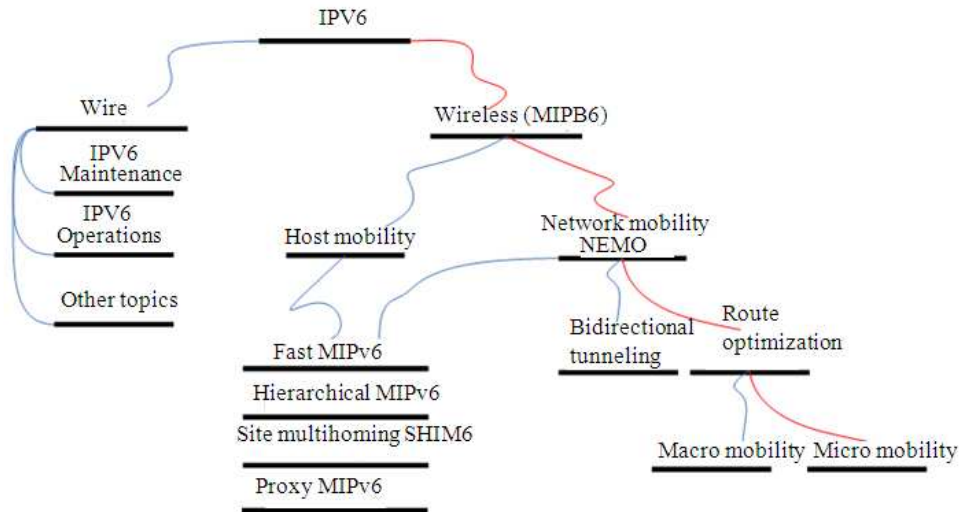 IPV6
Wire
Wireless (MIPB6)
IPV6
Maintenance
IPV6
Operations
Other topics
Host mobility
Network mobility
NEMO
Fast MIPv6
Hierarchical MIPv6
Site multihoming SHIM6
Proxy MIPv6
Bidirectional
tunneling
Route
optimization
Macro mobility
Micro mobility